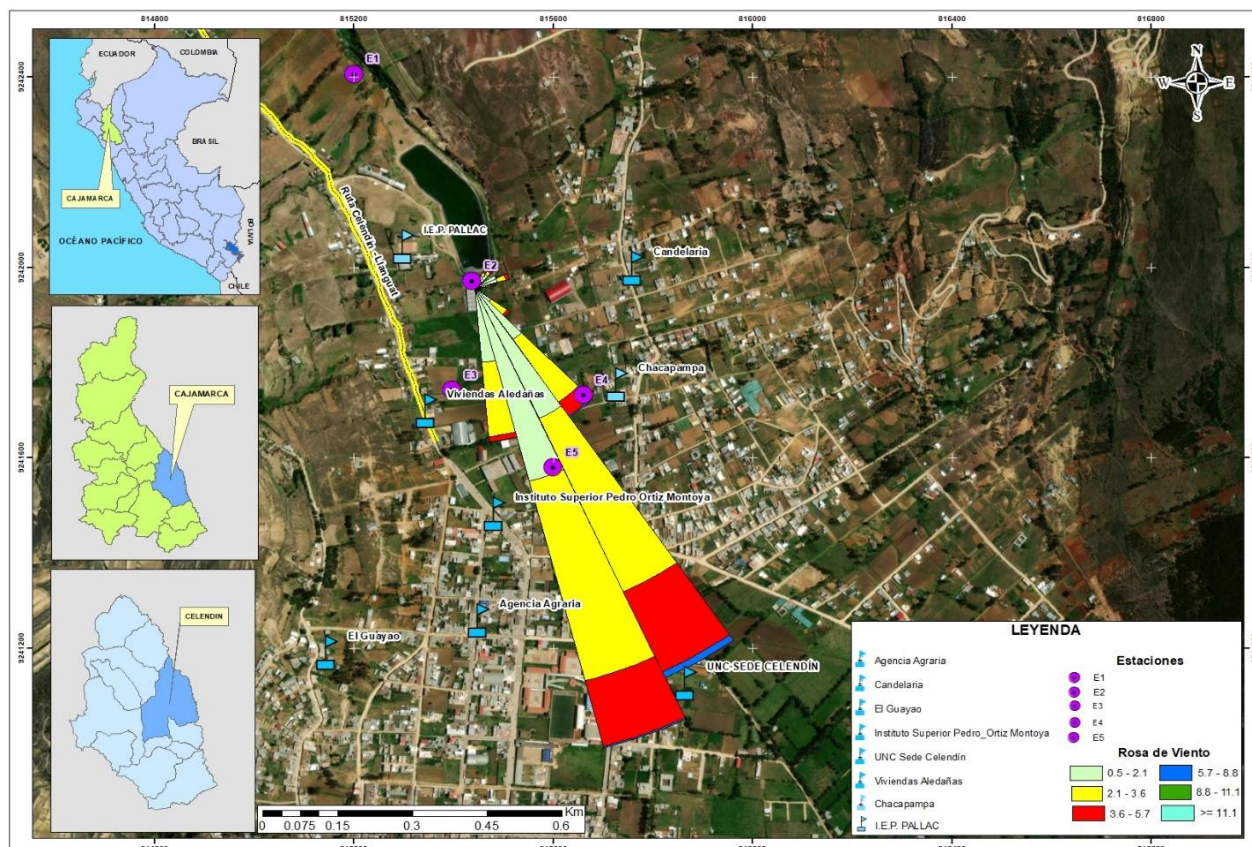 814800 815200 815600 816000 816400 816800
9242400
9242000
9241600
9241200
ECUADOR
COLOMBIA
BRASIL
CAJAMARCA
OCÉANO PACÍFICO
BOLIVIA
CHILE
CAJAMARCA
CELENDIN
N
W E
S
E1
Ruta Celendín - Llanguat
I.E.P. PALLAC
E2
Candelaria
E3
Viviendas Aledañas
E4
Chacapampa
E5
Instituto Superior Pedro Ortiz Montoya
Agencia Agraria
El Guayao
UNC-SEDE CELENDÍN
Km
0 0.075 0.15 0.3 0.45 0.6
LEYENDA
Agencia Agraria
Candelaria
El Guayao
Instituto Superior Pedro_Ortiz Montoya
UNC Sede Celendín
Viviendas Aledañas
Chacapampa
I.E.P. PALLAC
Estaciones
E1
E2
E3
E4
E5
Rosa de Viento
0.5 - 2.1 5.7 - 8.8
2.1 - 3.6 8.8 - 11.1
3.6 - 5.7 >= 11.1